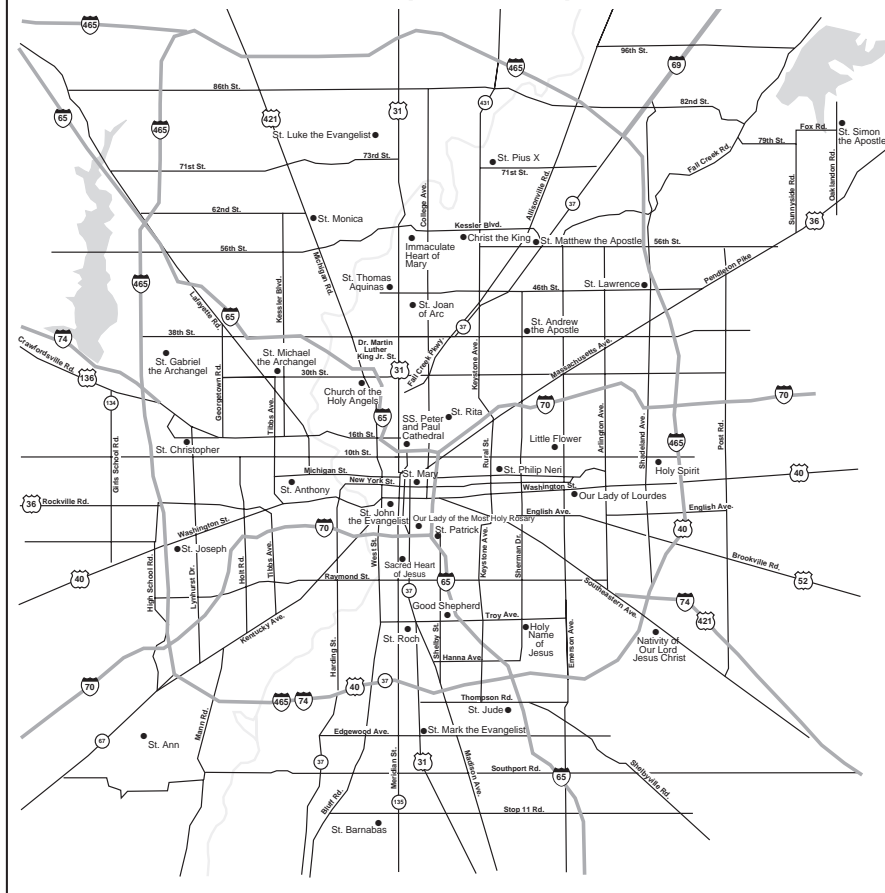 465
96th St.
69
465
86th St.
82nd St.
431
421
31
65
465
Fox Rd.
St. Simon
the Apostle
79th St.
St. Luke the Evangelist
73rd St.
St. Pius X
71st St.
71st St.
Fall Creek Rd.
College Ave.
Allisonville Rd.
37
Sunnyside Rd.
Oaklandon Rd.
36
62nd St.
St. Monica
Kessler Blvd.
Christ the King
St. Matthew the Apostle
56th St.
56th St.
Immaculate
Heart of
Mary
Michigan Rd.
Kessler Blvd.
St. Thomas
Aquinas
46th St.
St. Lawrence
Pendleton Pike
465
Lafayette Rd.
65
St. Joan
of Arc
37
St. Andrew
the Apostle
38th St.
Dr. Martin
Luther
King Jr. St.
74
Crawfordsville Rd.
136
St. Gabriel
the Archangel
St. Michael
the Archangel
30th St.
31
Fall Creek Pkwy.
Keystone Ave.
Massachusetts Ave.
Church of the
Holy Angels
Georgetown Rd.
Tibbs Ave.
134
65
St. Rita
70
70
SS. Peter
and Paul
Cathedral
16th St.
St. Christopher
10th St.
Girls School Rd.
Little Flower
Rural St.
Arlington Ave.
Shadeland Ave.
465
Post Rd.
Holy Spirit
Michigan St.
St. Mary
St. Philip Neri
New York St.
Washington St.
40
St. Anthony
Our Lady of Lourdes
36
Rockville Rd.
Washington St.
St. John
the Evangelist
Our Lady of the Most Holy Rosary
English Ave.
English Ave.
70
St. Patrick
40
St. Joseph
West St.
Sacred Heart
of Jesus
Keystone Ave.
Sherman Dr.
Brookville Rd.
52
High School Rd.
Lynhurst Dr.
Holt Rd.
Tibbs Ave.
40
Raymond St.
65
37
Southeastern Ave.
74
421
Good Shepherd
Troy Ave.
Kentucky Ave.
St. Roch
Shelby St.
Holy
Name
of
Jesus
Emerson Ave.
Nativity of
Our Lord
Jesus Christ
Harding St.
Hanna Ave.
70
40
37
465
74
Thompson Rd.
St. Jude
Mann Rd.
67
St. Ann
Edgewood Ave.
St. Mark the Evangelist
37
Meridian St.
31
Madison Ave.
Southport Rd.
65
Shelbyville Rd.
Bluff Rd.
135
Stop 11 Rd.
St. Barnabas